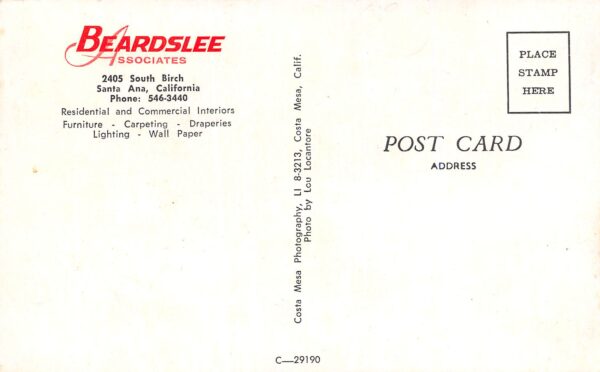 BEARDSLEE
ASSOCIATES
2405 South Birch
Santa Ana, California
Phone: 546-3440
Residential and Commercial Interiors
Furniture - Carpeting - Draperies
Lighting - Wall Paper
Costa Mesa Photography, LI 8-3213, Costa Mesa, Calif.
Photo by Lou Locantore
PLACE
STAMP
HERE
POST CARD
ADDRESS
C—29190